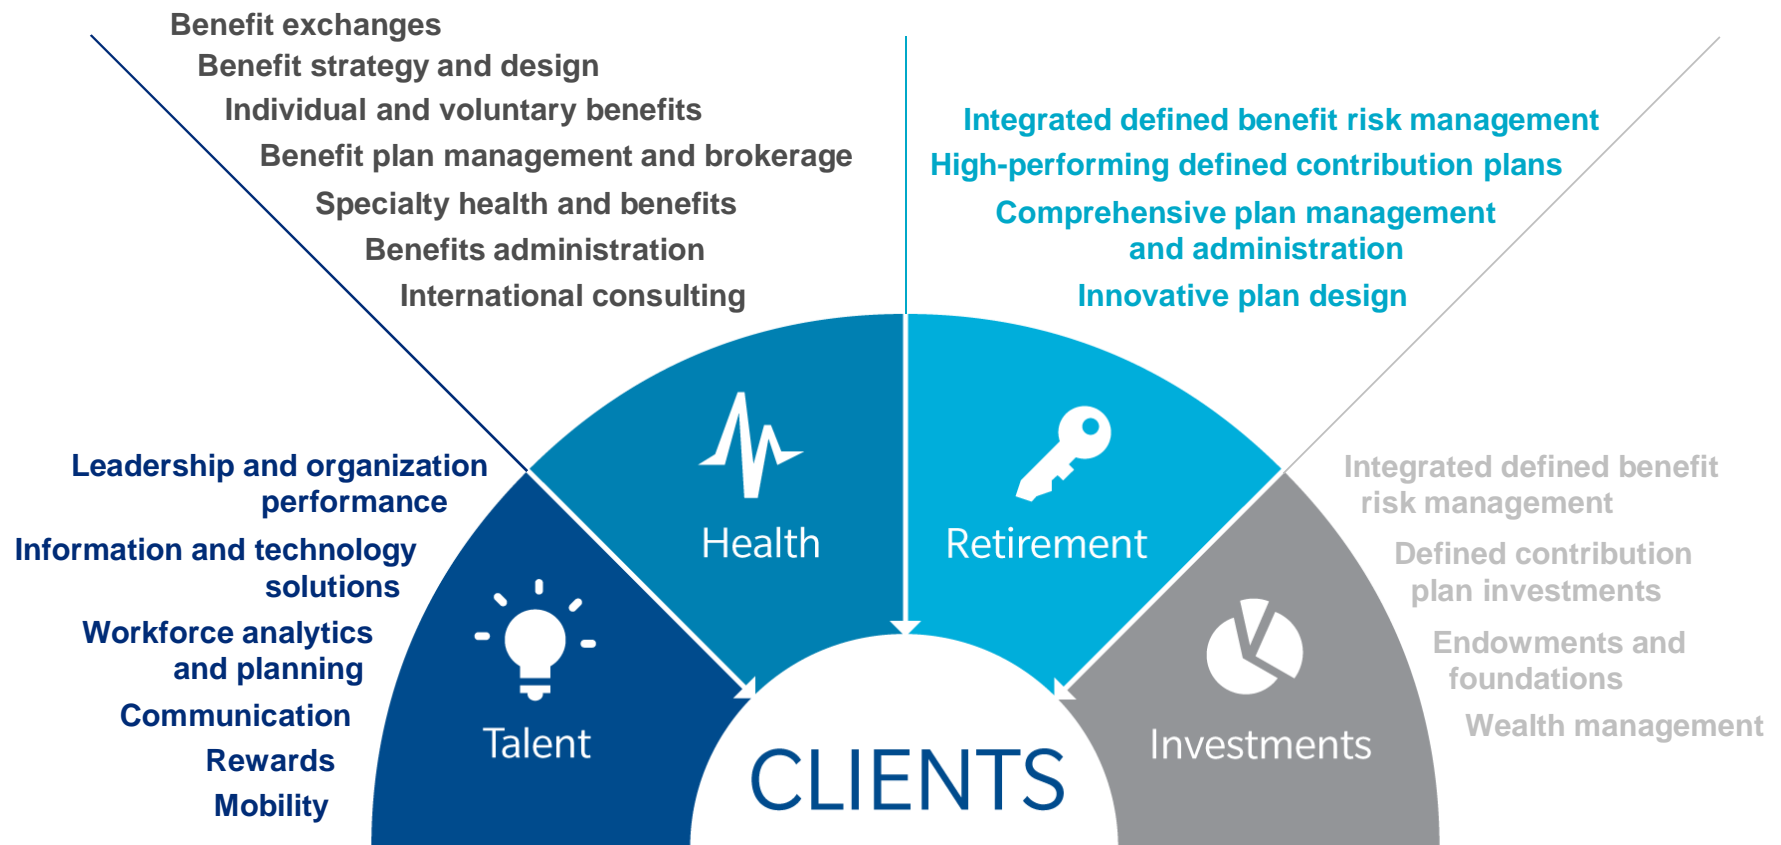 Benefit exchanges
Benefit strategy and design
Individual and voluntary benefits
Benefit plan management and brokerage
Specialty health and benefits
Benefits administration
International consulting
Integrated defined benefit risk management
High-performing defined contribution plans
Comprehensive plan management
and administration
Innovative plan design
Leadership and organization
performance
Information and technology
solutions
Workforce analytics
and planning
Communication
Rewards
Mobility
Health
Retirement
Talent
Investments
CLIENTS
Integrated defined benefit
risk management
Defined contribution
plan investments
Endowments and
foundations
Wealth management